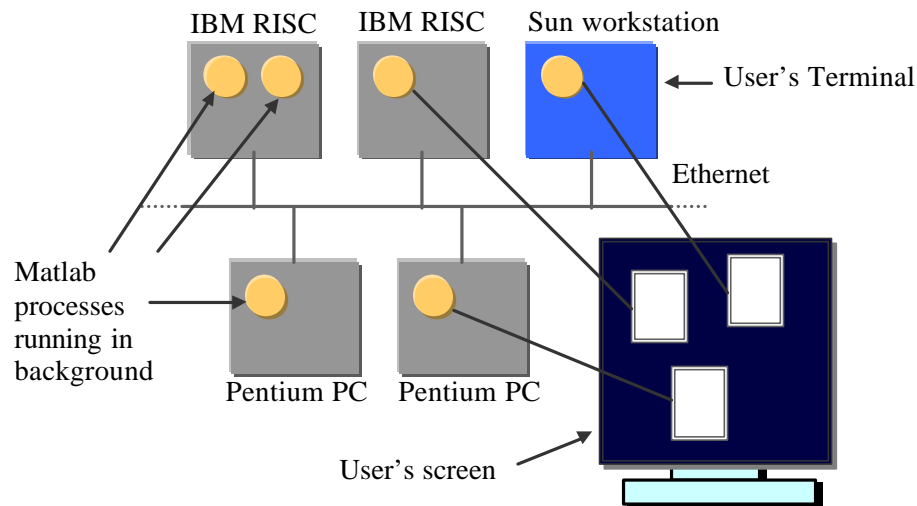 IBM RISC
IBM RISC
Sun workstation
User’s Terminal
Ethernet
Matlab
processes
running in
background
Pentium PC
Pentium PC
User’s screen